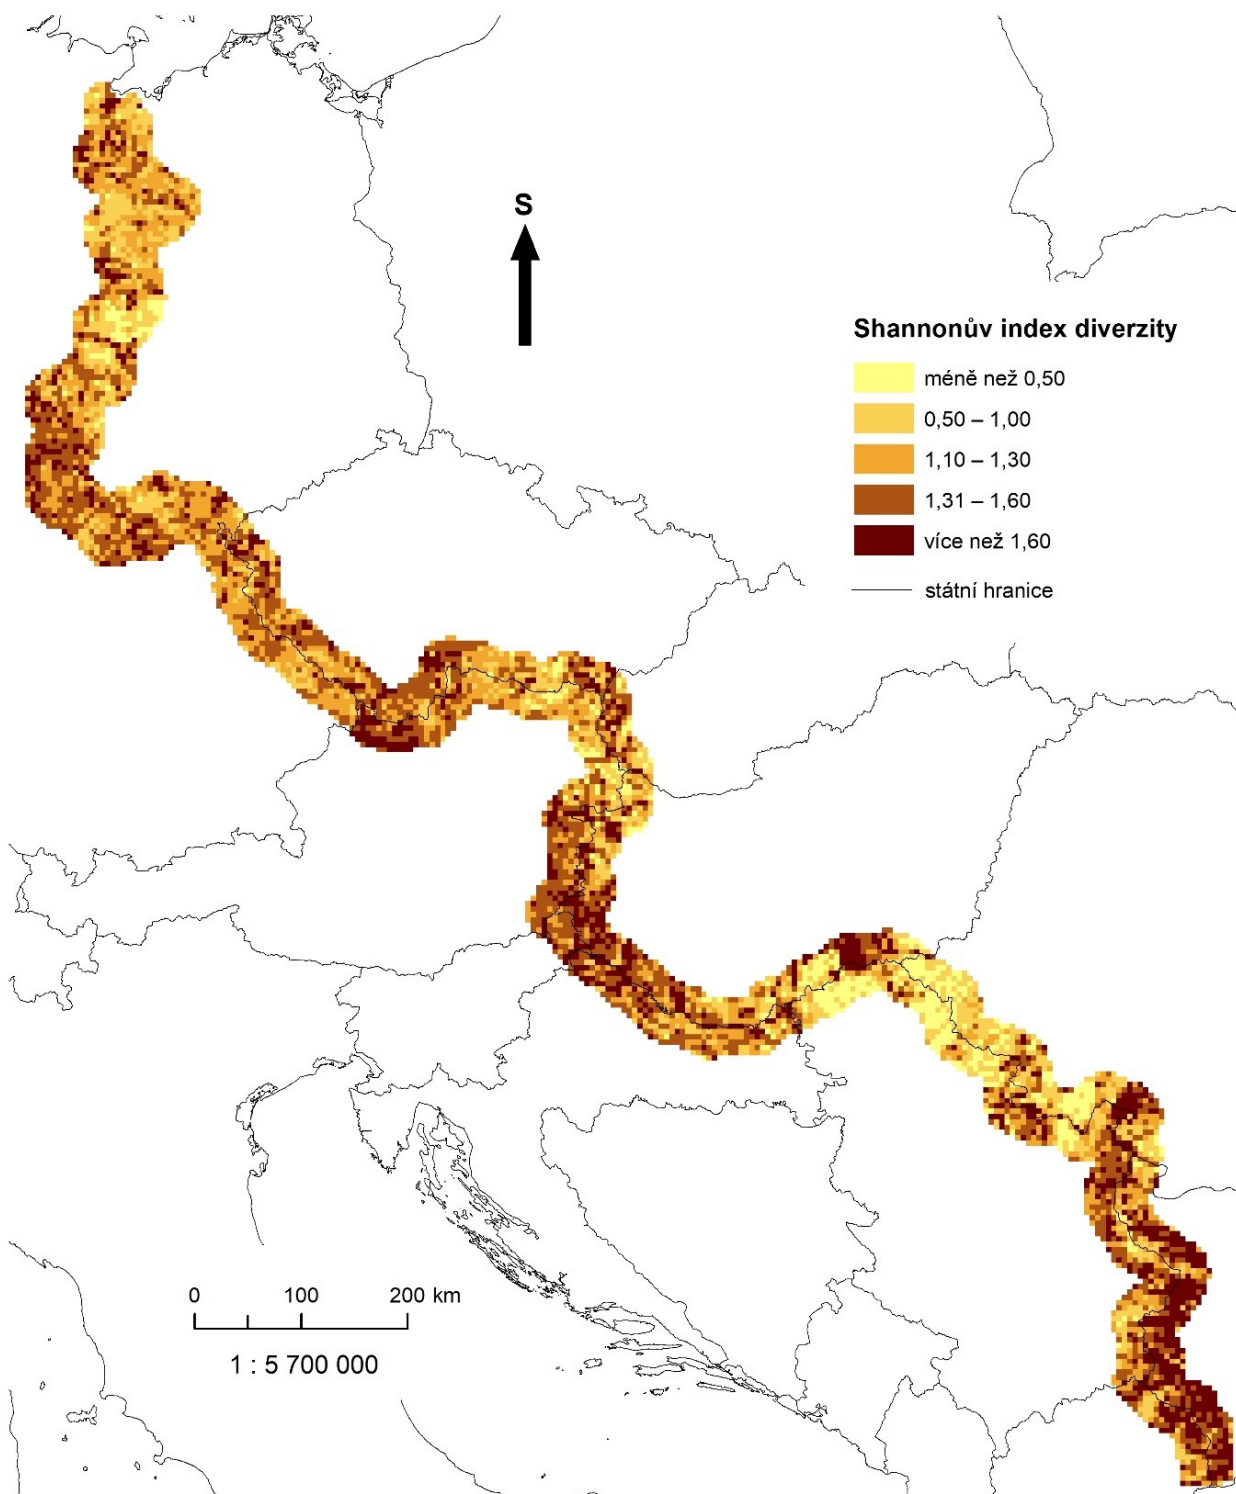 S
Shannonův index diverzity
méně než 0,50
0,50 – 1,00
1,10 – 1,30
1,31 – 1,60
více než 1,60
státní hranice
0 100 200 km
1 : 5 700 000